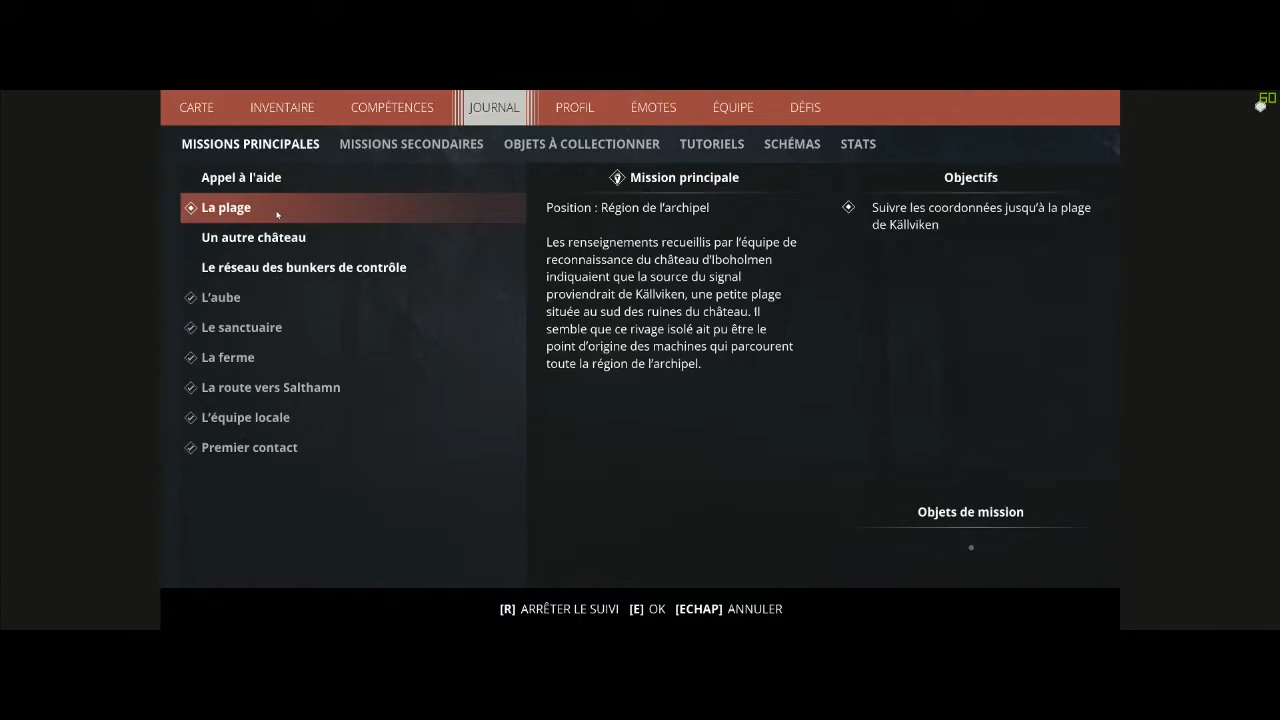 60
CARTE INVENTAIRE COMPÉTENCES JOURNAL PROFIL ÉMOTES ÉQUIPE DÉFIS
MISSIONS PRINCIPALES MISSIONS SECONDAIRES OBJETS À COLLECTIONNER TUTORIELS SCHÉMAS STATS
Appel à l'aide
La plage
Un autre château
Le réseau des bunkers de contrôle
L'aube
Le sanctuaire
La ferme
La route vers Salthamn
L'équipe locale
Premier contact
Mission principale
Position : Région de l'archipel
Les renseignements recueillis par l'équipe de
reconnaissance du château d'Iboholmen
indiquaient que la source du signal
proviendrait de Källviken, une petite plage
située au sud des ruines du château. Il
semble que ce rivage isolé ait pu être le
point d'origine des machines qui parcourent
toute la région de l'archipel.
Objectifs
Suivre les coordonnées jusqu'à la plage
de Källviken
Objets de mission
[R] ARRÊTER LE SUIVI [E] OK [ECHAP] ANNULER